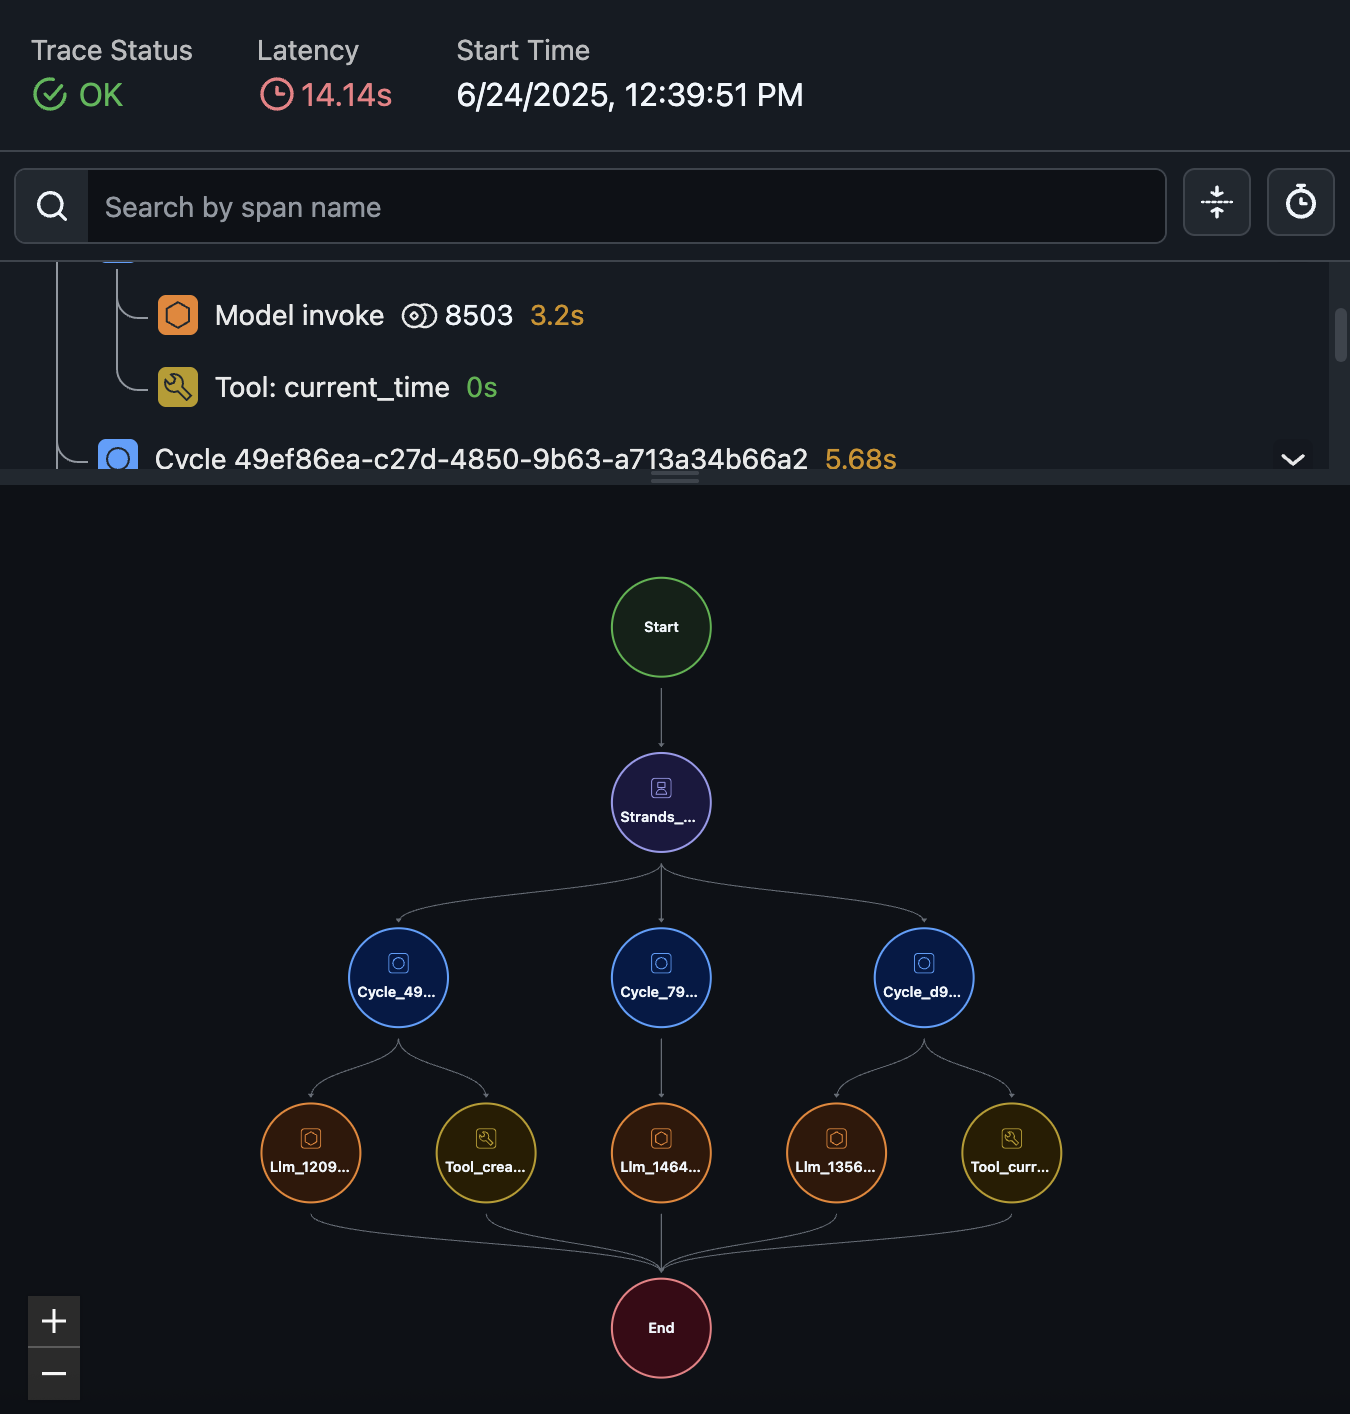 Trace Status Latency Start Time
OK 14.14s 6/24/2025, 12:39:51 PM
Search by span name
Model invoke 8503 3.2s
Tool: current_time 0s
Cycle 49ef86ea-c27d-4850-9b63-a713a34b66a2 5.68s
Start
Strands_...
Cycle_49... Cycle_79... Cycle_d9...
Llm_1209... Tool_crea... Llm_1464... Llm_1356... Tool_curr...
End